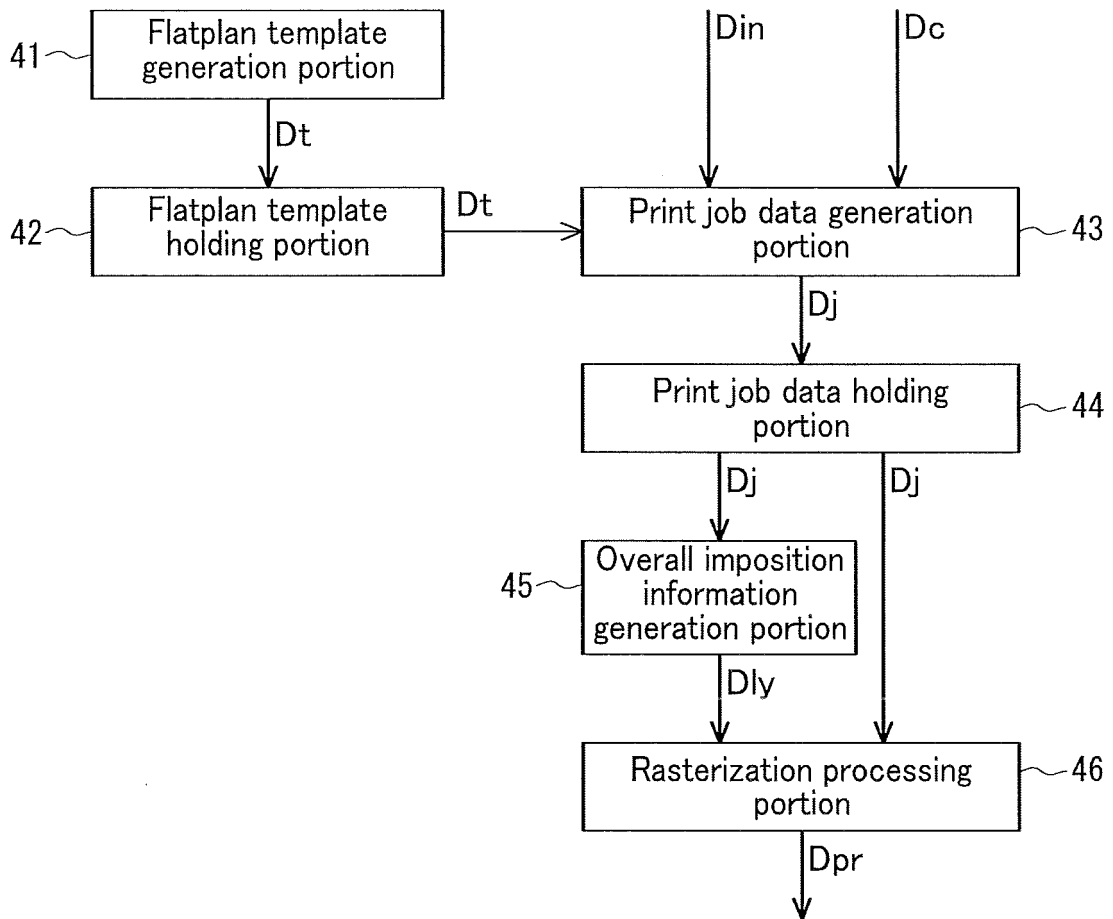 41
Flatplan template
generation portion
Din
Dc
Dt
42
Flatplan template
holding portion
Dt
Print job data generation
portion
43
Dj
Print job data holding
portion
44
Dj
Dj
45
Overall imposition
information
generation portion
Dly
Rasterization processing
portion
46
Dpr